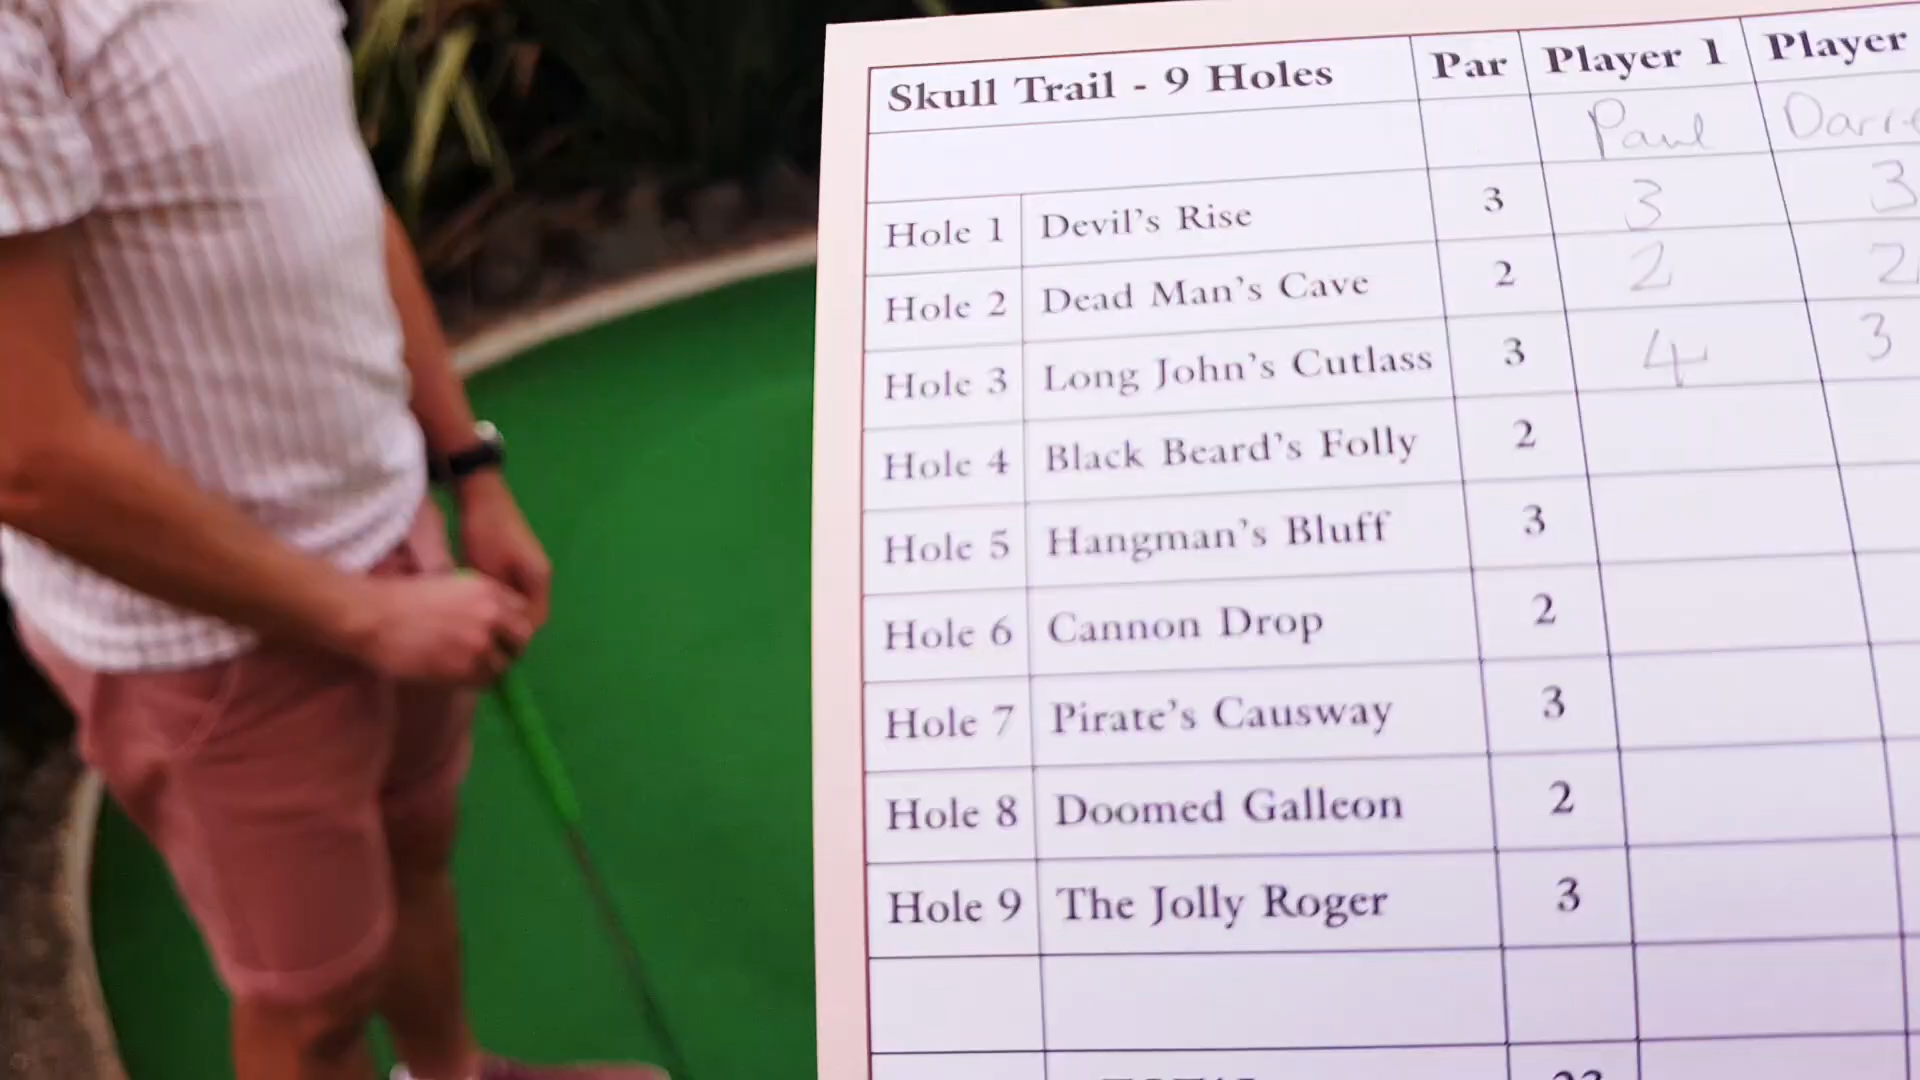 Skull Trail - 9 Holes Par Player 1 Player
Paul
Hole 1 Devil's Rise 3 3 3
Hole 2 Dead Man's Cave 2 2 2
Hole 3 Long John's Cutlass 3 4 3
Hole 4 Black Beard's Folly 2
Hole 5 Hangman's Bluff 3
Hole 6 Cannon Drop 2
Hole 7 Pirate's Causway 3
Hole 8 Doomed Galleon 2
Hole 9 The Jolly Roger 3